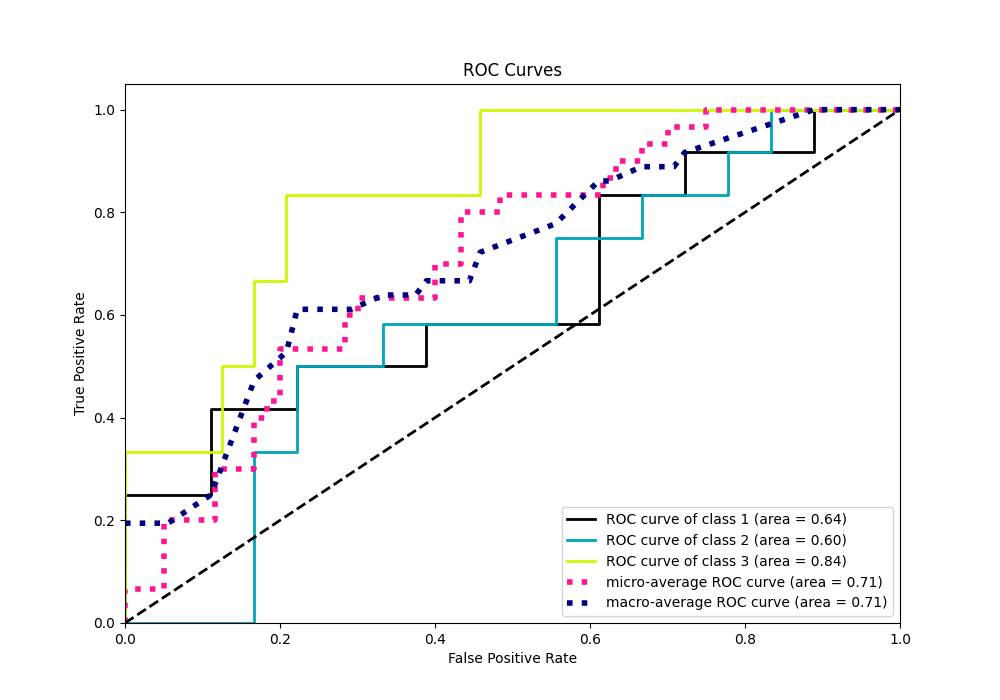 ROC Curves
True Positive Rate
1.0
0.8
0.6
0.4
0.2
0.0
ROC curve of class 1 (area = 0.64)
ROC curve of class 2 (area = 0.60)
ROC curve of class 3 (area = 0.84)
micro-average ROC curve (area = 0.71)
macro-average ROC curve (area = 0.71)
0.0 0.2 0.4 0.6 0.8 1.0
False Positive Rate